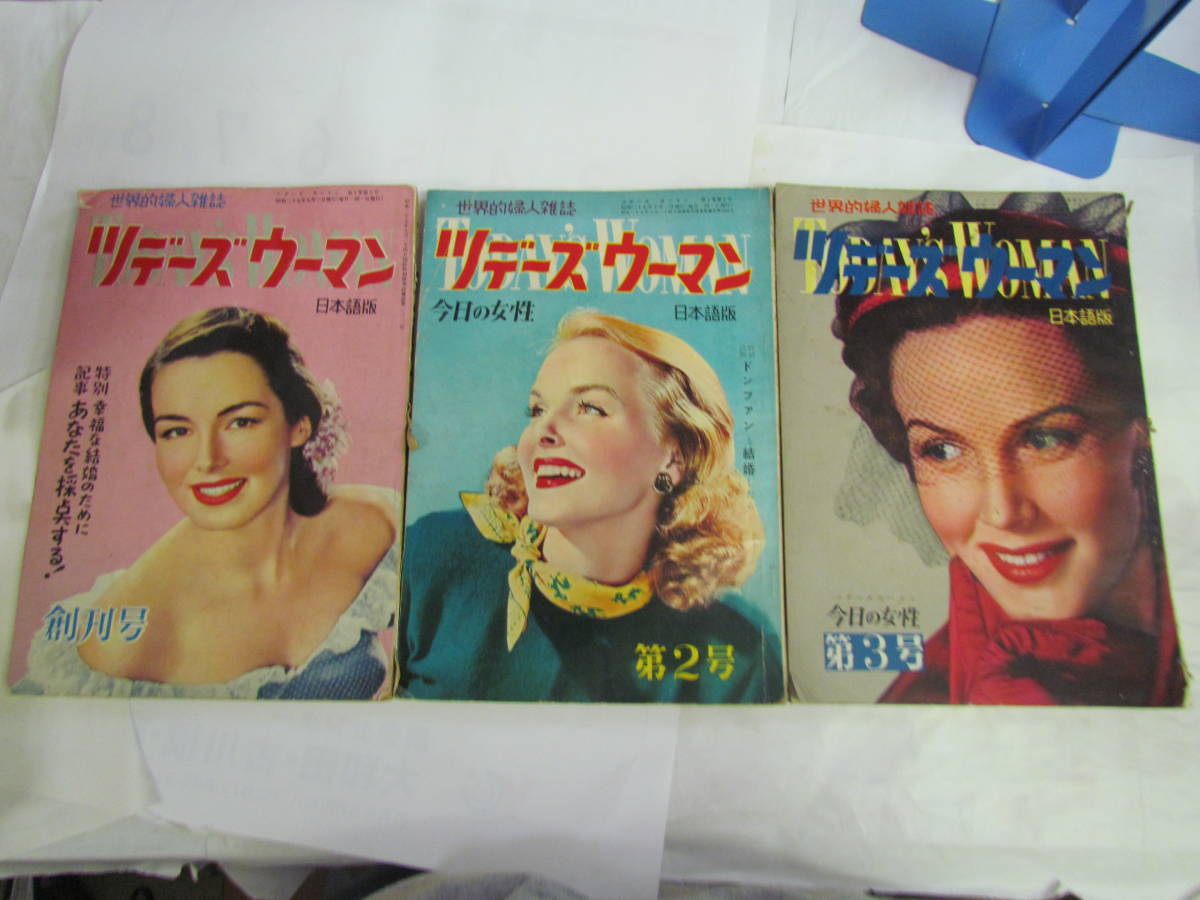 世界的婦人雑誌
TODAY'S WOMAN
ツデーズ ウーマン
日本語版
特別記事
幸福な結婚のために
あなたを採点する!
創刊号
世界的婦人雑誌
TODAY'S WOMAN
ツデーズ ウーマン
今日の女性
日本語版
ドンファンと結婚
第2号
世界的婦人雑誌
TODAY'S WOMAN
ツデーズ ウーマン
日本語版
今日の女性
第3号